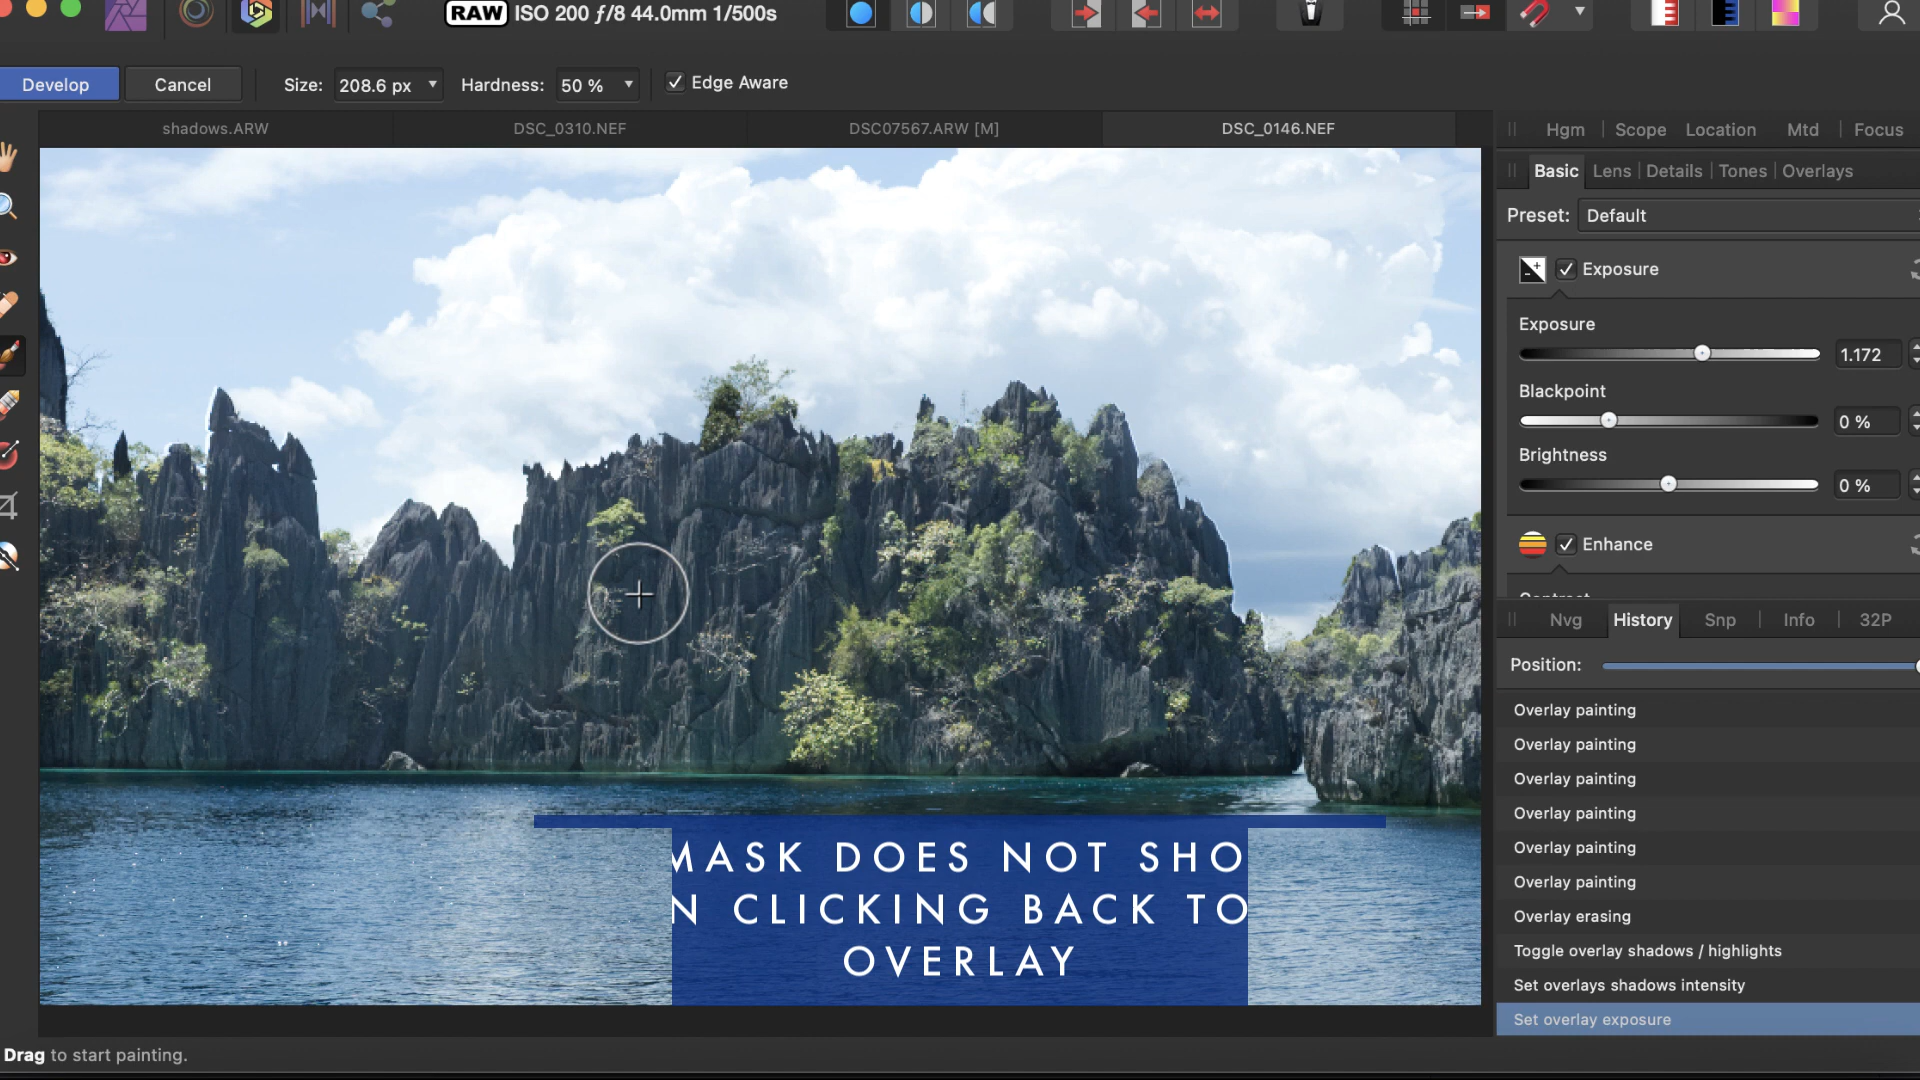 RAW ISO 200 ƒ/8 44.0mm 1/500s
Develop Cancel Size: 208.6 px Hardness: 50 % Edge Aware
shadows.ARW DSC_0310.NEF DSC07567.ARW [M] DSC_0146.NEF
Hgm Scope Location Mtd Focus
Basic Lens Details Tones Overlays
Preset: Default
Exposure
Exposure
1.172
Blackpoint
0 %
Brightness
0 %
Enhance
Contrast
Nvg History Snp Info 32P
Position:
Overlay painting
Overlay painting
Overlay painting
Overlay painting
Overlay painting
Overlay painting
Overlay erasing
Toggle overlay shadows / highlights
Set overlays shadows intensity
Set overlay exposure
MASK DOES NOT SHO
N CLICKING BACK TO
OVERLAY
Drag to start painting.